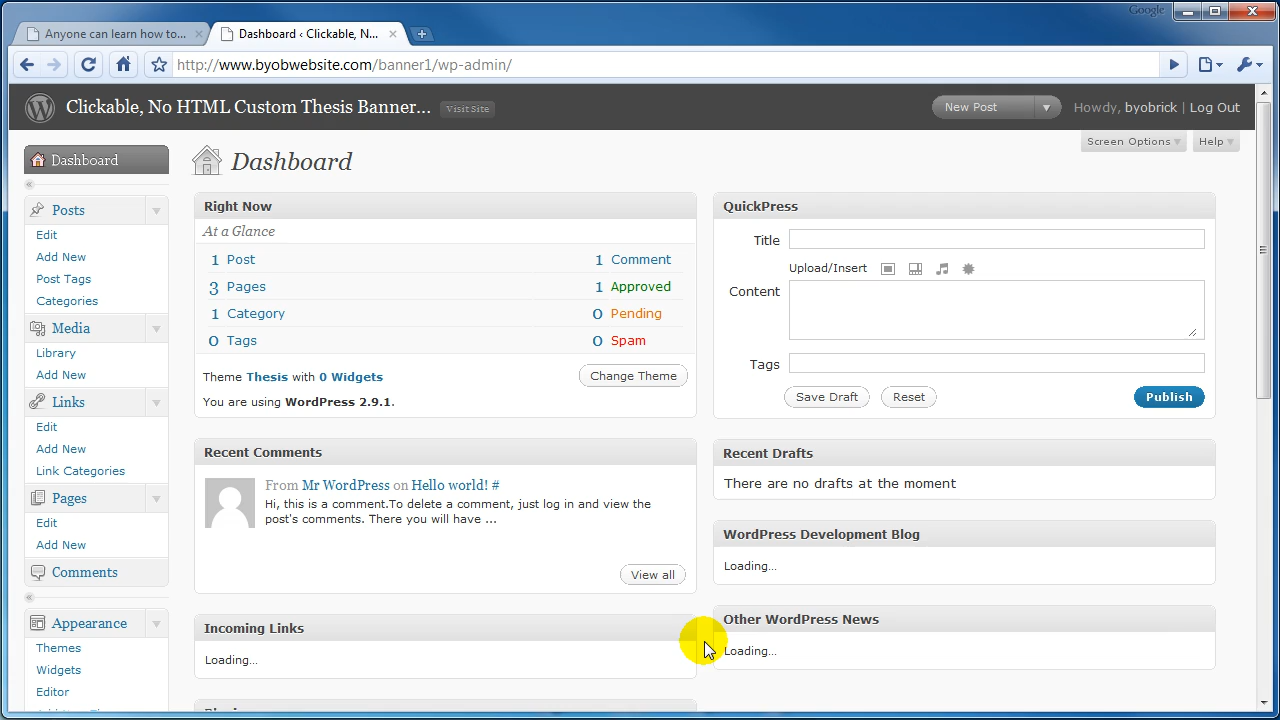 Google
Anyone can learn how to...
Dashboard ‹ Clickable, N...
http://www.byobwebsite.com/banner1/wp-admin/
Clickable, No HTML Custom Thesis Banner...
Visit Site
New Post
Howdy, byobrick | Log Out
Screen Options
Help
Dashboard
Posts
Edit
Add New
Post Tags
Categories
Media
Library
Add New
Links
Edit
Add New
Link Categories
Pages
Edit
Add New
Comments
Appearance
Themes
Widgets
Editor
Dashboard
Right Now
At a Glance
1 Post
1 Comment
3 Pages
1 Approved
1 Category
0 Pending
0 Tags
0 Spam
Theme Thesis with 0 Widgets
Change Theme
You are using WordPress 2.9.1.
Recent Comments
From Mr WordPress on Hello world! #
Hi, this is a comment.To delete a comment, just log in and view the
post's comments. There you will have ...
View all
Incoming Links
Loading...
QuickPress
Title
Upload/Insert
Content
Tags
Save Draft
Reset
Publish
Recent Drafts
There are no drafts at the moment
WordPress Development Blog
Loading...
Other WordPress News
Loading...